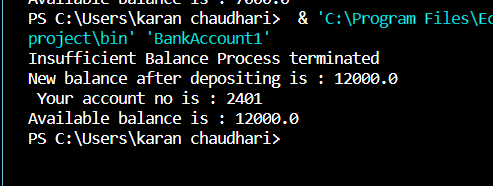 Available balance is : 7000.0
PS C:\Users\karan chaudhari>  & 'C:\Program Files\Ec
project\bin' 'BankAccount1'
Insufficient Balance Process terminated
New balance after depositing is : 12000.0
 Your account no is : 2401
Available balance is : 12000.0
PS C:\Users\karan chaudhari>